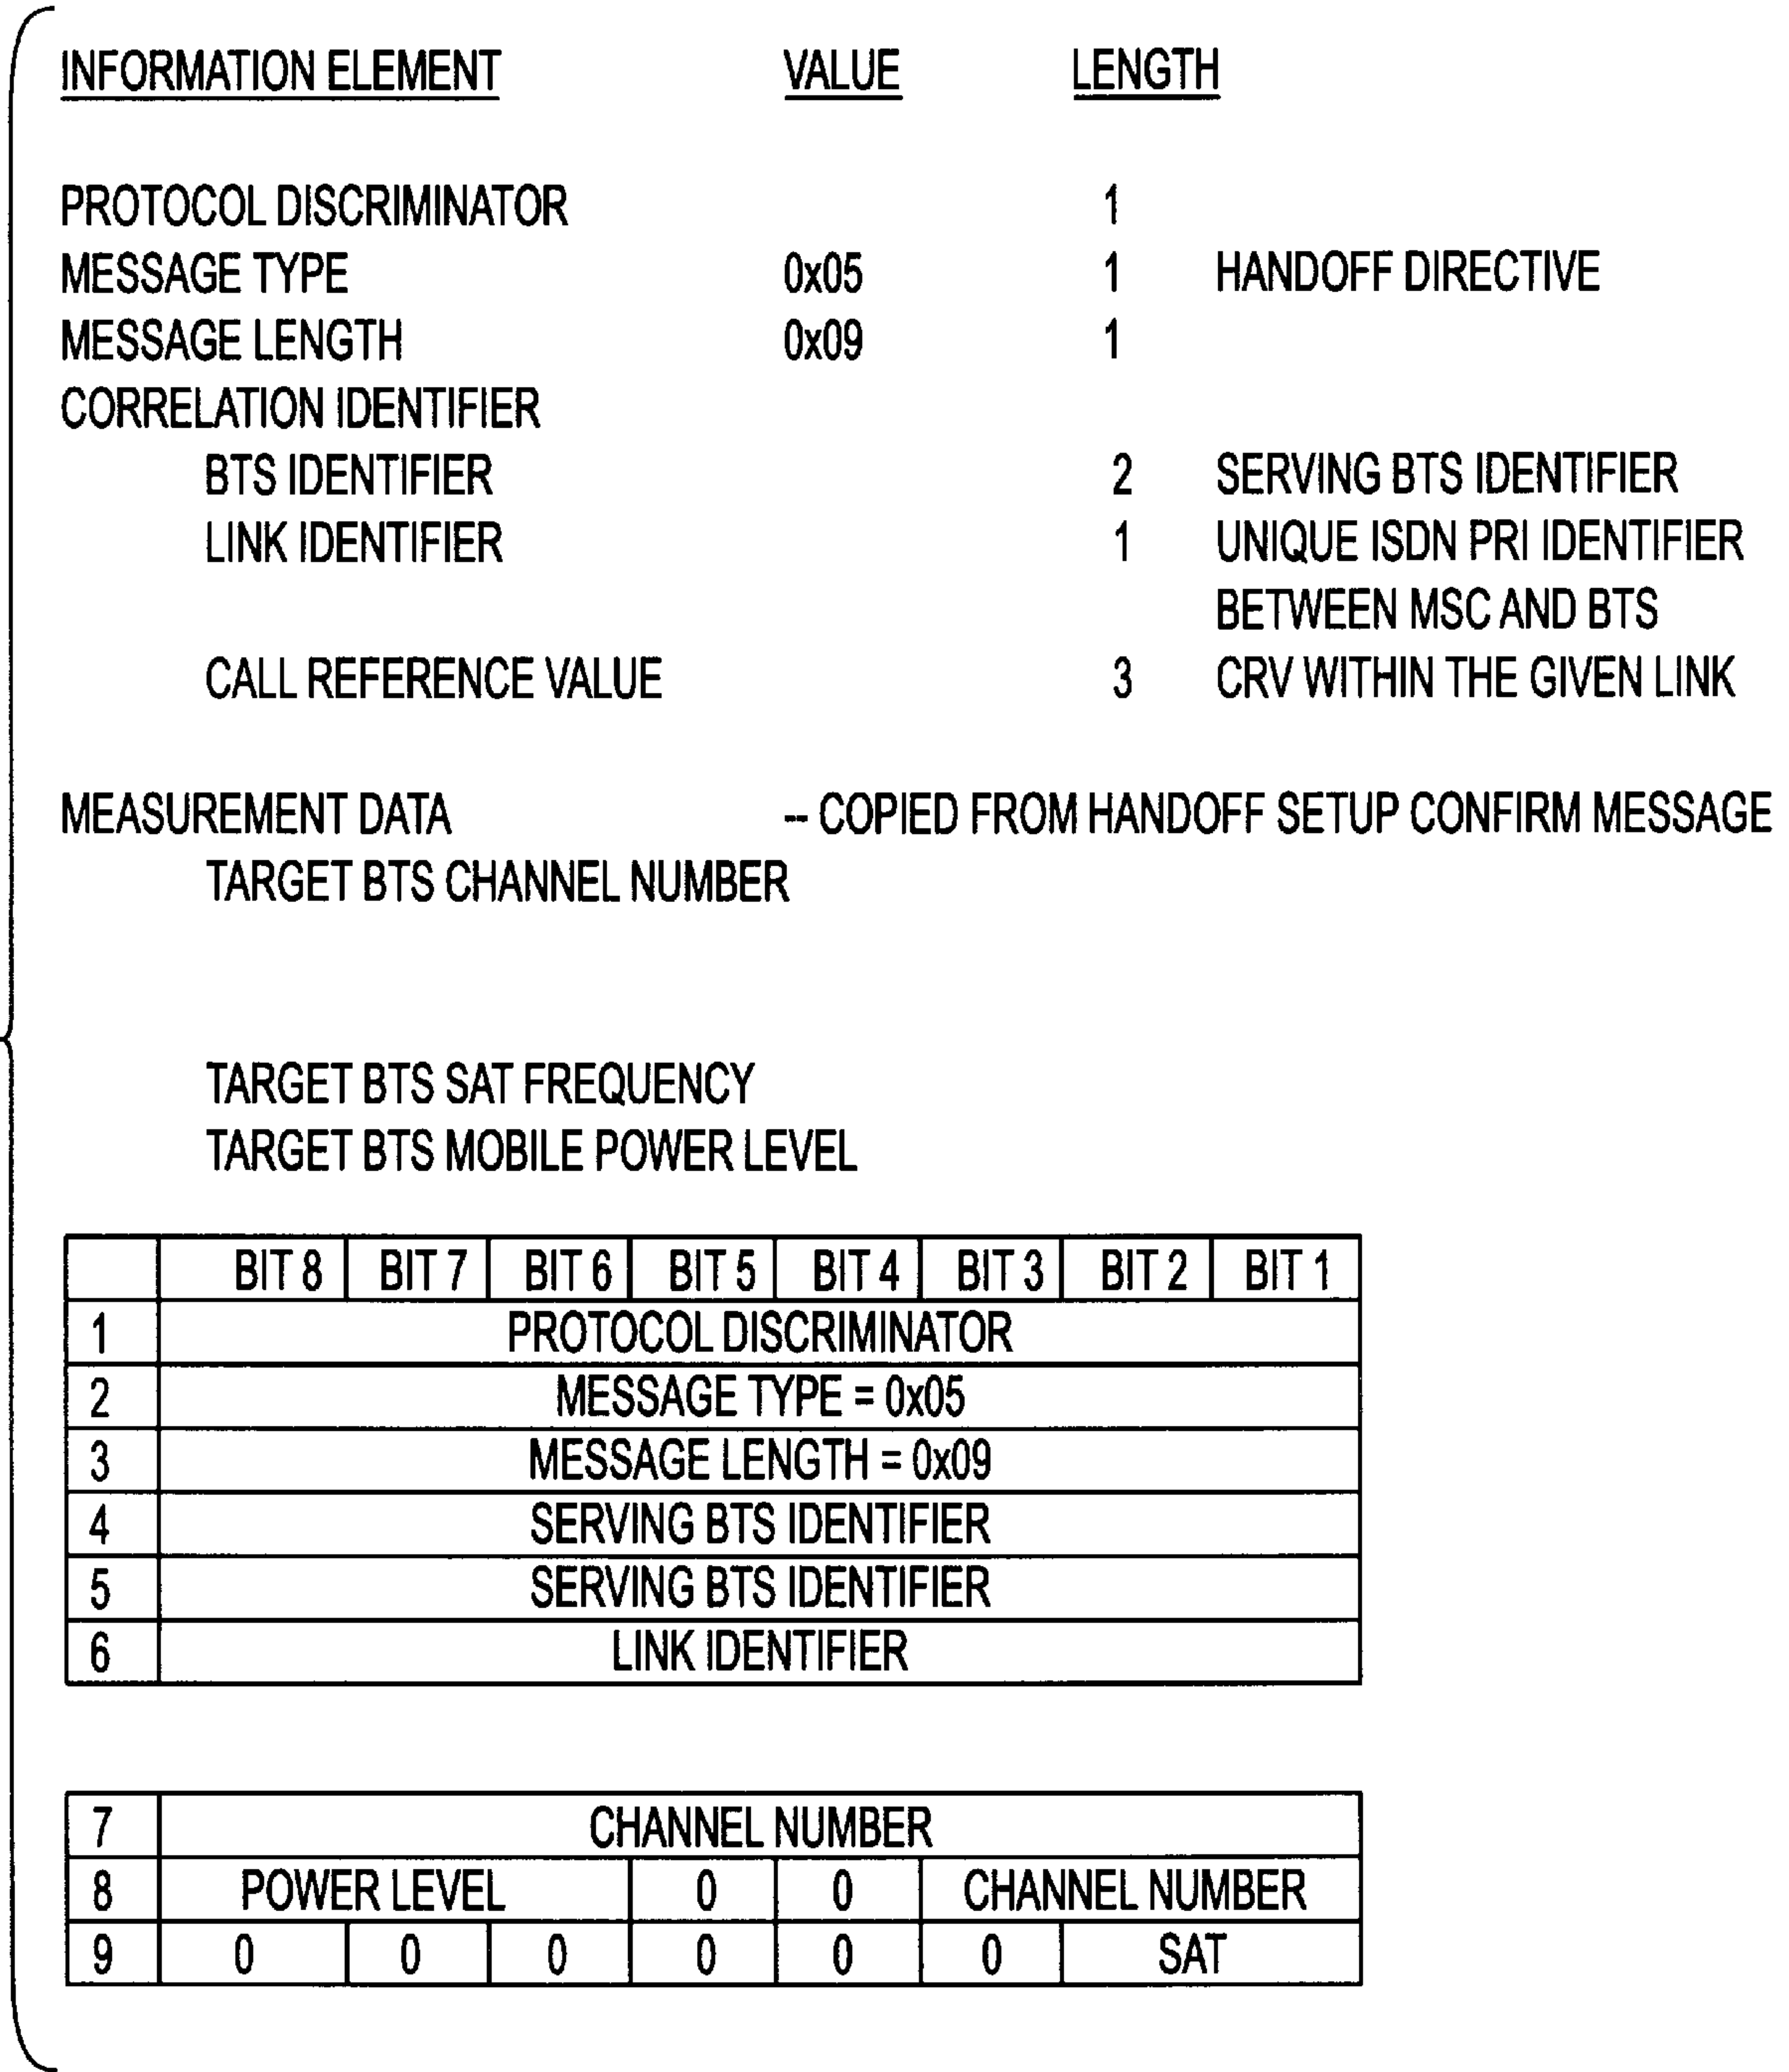 INFORMATION ELEMENT VALUE LENGTH
PROTOCOL DISCRIMINATOR 1
MESSAGE TYPE 0x05 1 HANDOFF DIRECTIVE
MESSAGE LENGTH 0x09 1
CORRELATION IDENTIFIER
BTS IDENTIFIER 2 SERVING BTS IDENTIFIER
LINK IDENTIFIER 1 UNIQUE ISDN PRI IDENTIFIER
BETWEEN MSC AND BTS
CALL REFERENCE VALUE 3 CRV WITHIN THE GIVEN LINK
MEASUREMENT DATA -- COPIED FROM HANDOFF SETUP CONFIRM MESSAGE
TARGET BTS CHANNEL NUMBER
TARGET BTS SAT FREQUENCY
TARGET BTS MOBILE POWER LEVEL
BIT 8 BIT 7 BIT 6 BIT 5 BIT 4 BIT 3 BIT 2 BIT 1
1 PROTOCOL DISCRIMINATOR
2 MESSAGE TYPE = 0x05
3 MESSAGE LENGTH = 0x09
4 SERVING BTS IDENTIFIER
5 SERVING BTS IDENTIFIER
6 LINK IDENTIFIER
7 CHANNEL NUMBER
8 POWER LEVEL 0 0 CHANNEL NUMBER
9 0 0 0 0 0 0 SAT